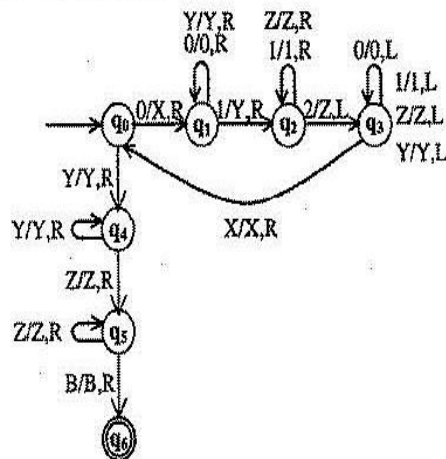 Y/Y,R
0/0,R
Z/Z,R
1/1,R
0/0,L
1/1,L
Z/Z,L
Y/Y,L
q0 0/X,R q1 1/Y,R q2 2/Z,L q3
Y/Y,R
X/X,R
Y/Y,R q4
Z/Z,R
Z/Z,R q5
B/B,R
q6